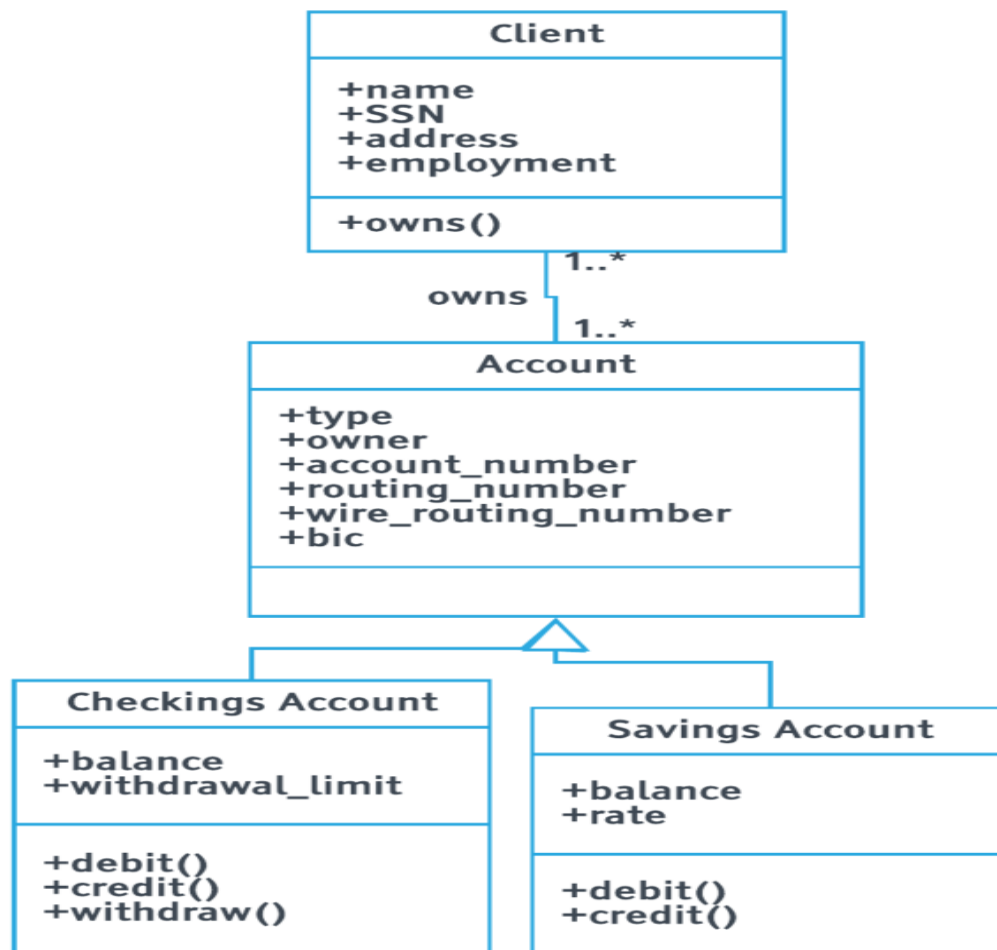 Client
+name
+SSN
+address
+employment
+owns()
1..*
owns
1..*
Account
+type
+owner
+account_number
+routing_number
+wire_routing_number
+bic
Checkings Account
+balance
+withdrawal_limit
+debit()
+credit()
+withdraw()
Savings Account
+balance
+rate
+debit()
+credit()